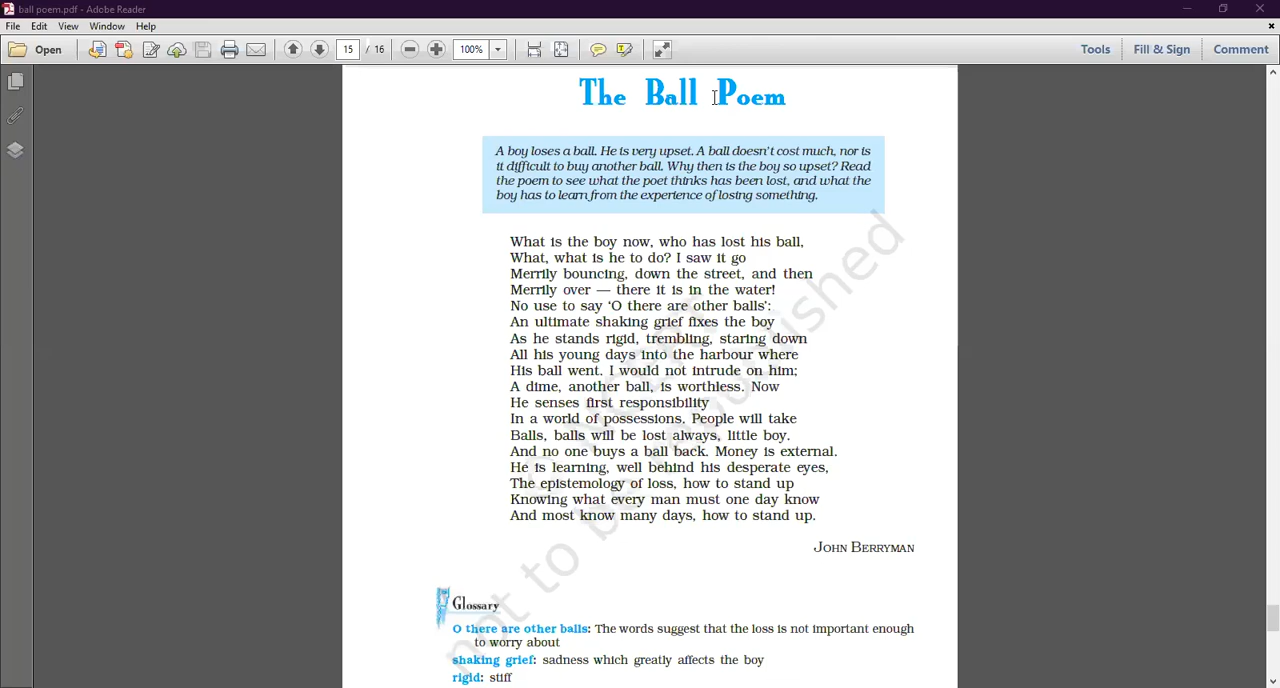 ball poem.pdf - Adobe Reader
File Edit View Window Help
Open 15 / 16 100% Tools Fill & Sign Comment
The Ball Poem
A boy loses a ball. He is very upset. A ball doesn't cost much, nor is
it difficult to buy another ball. Why then is the boy so upset? Read
the poem to see what the poet thinks has been lost, and what the
boy has to learn from the experience of losing something.
What is the boy now, who has lost his ball,
What, what is he to do? I saw it go
Merrily bouncing, down the street, and then
Merrily over — there it is in the water!
No use to say ‘O there are other balls’:
An ultimate shaking grief fixes the boy
As he stands rigid, trembling, staring down
All his young days into the harbour where
His ball went. I would not intrude on him;
A dime, another ball, is worthless. Now
He senses first responsibility
In a world of possessions. People will take
Balls, balls will be lost always, little boy.
And no one buys a ball back. Money is external.
He is learning, well behind his desperate eyes,
The epistemology of loss, how to stand up
Knowing what every man must one day know
And most know many days, how to stand up.
JOHN BERRYMAN
Glossary
O there are other balls: The words suggest that the loss is not important enough
to worry about
shaking grief: sadness which greatly affects the boy
rigid: stiff
not to be republished